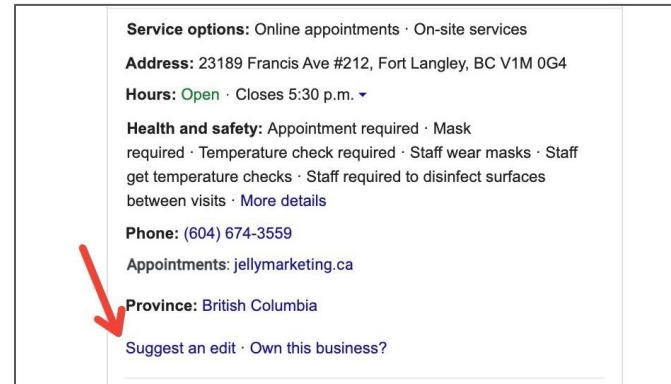 Service options: Online appointments · On-site services
Address: 23189 Francis Ave #212, Fort Langley, BC V1M 0G4
Hours: Open · Closes 5:30 p.m.
Health and safety: Appointment required · Mask
required · Temperature check required · Staff wear masks · Staff
get temperature checks · Staff required to disinfect surfaces
between visits · More details
Phone: (604) 674-3559
Appointments: jellymarketing.ca
Province: British Columbia
Suggest an edit · Own this business?